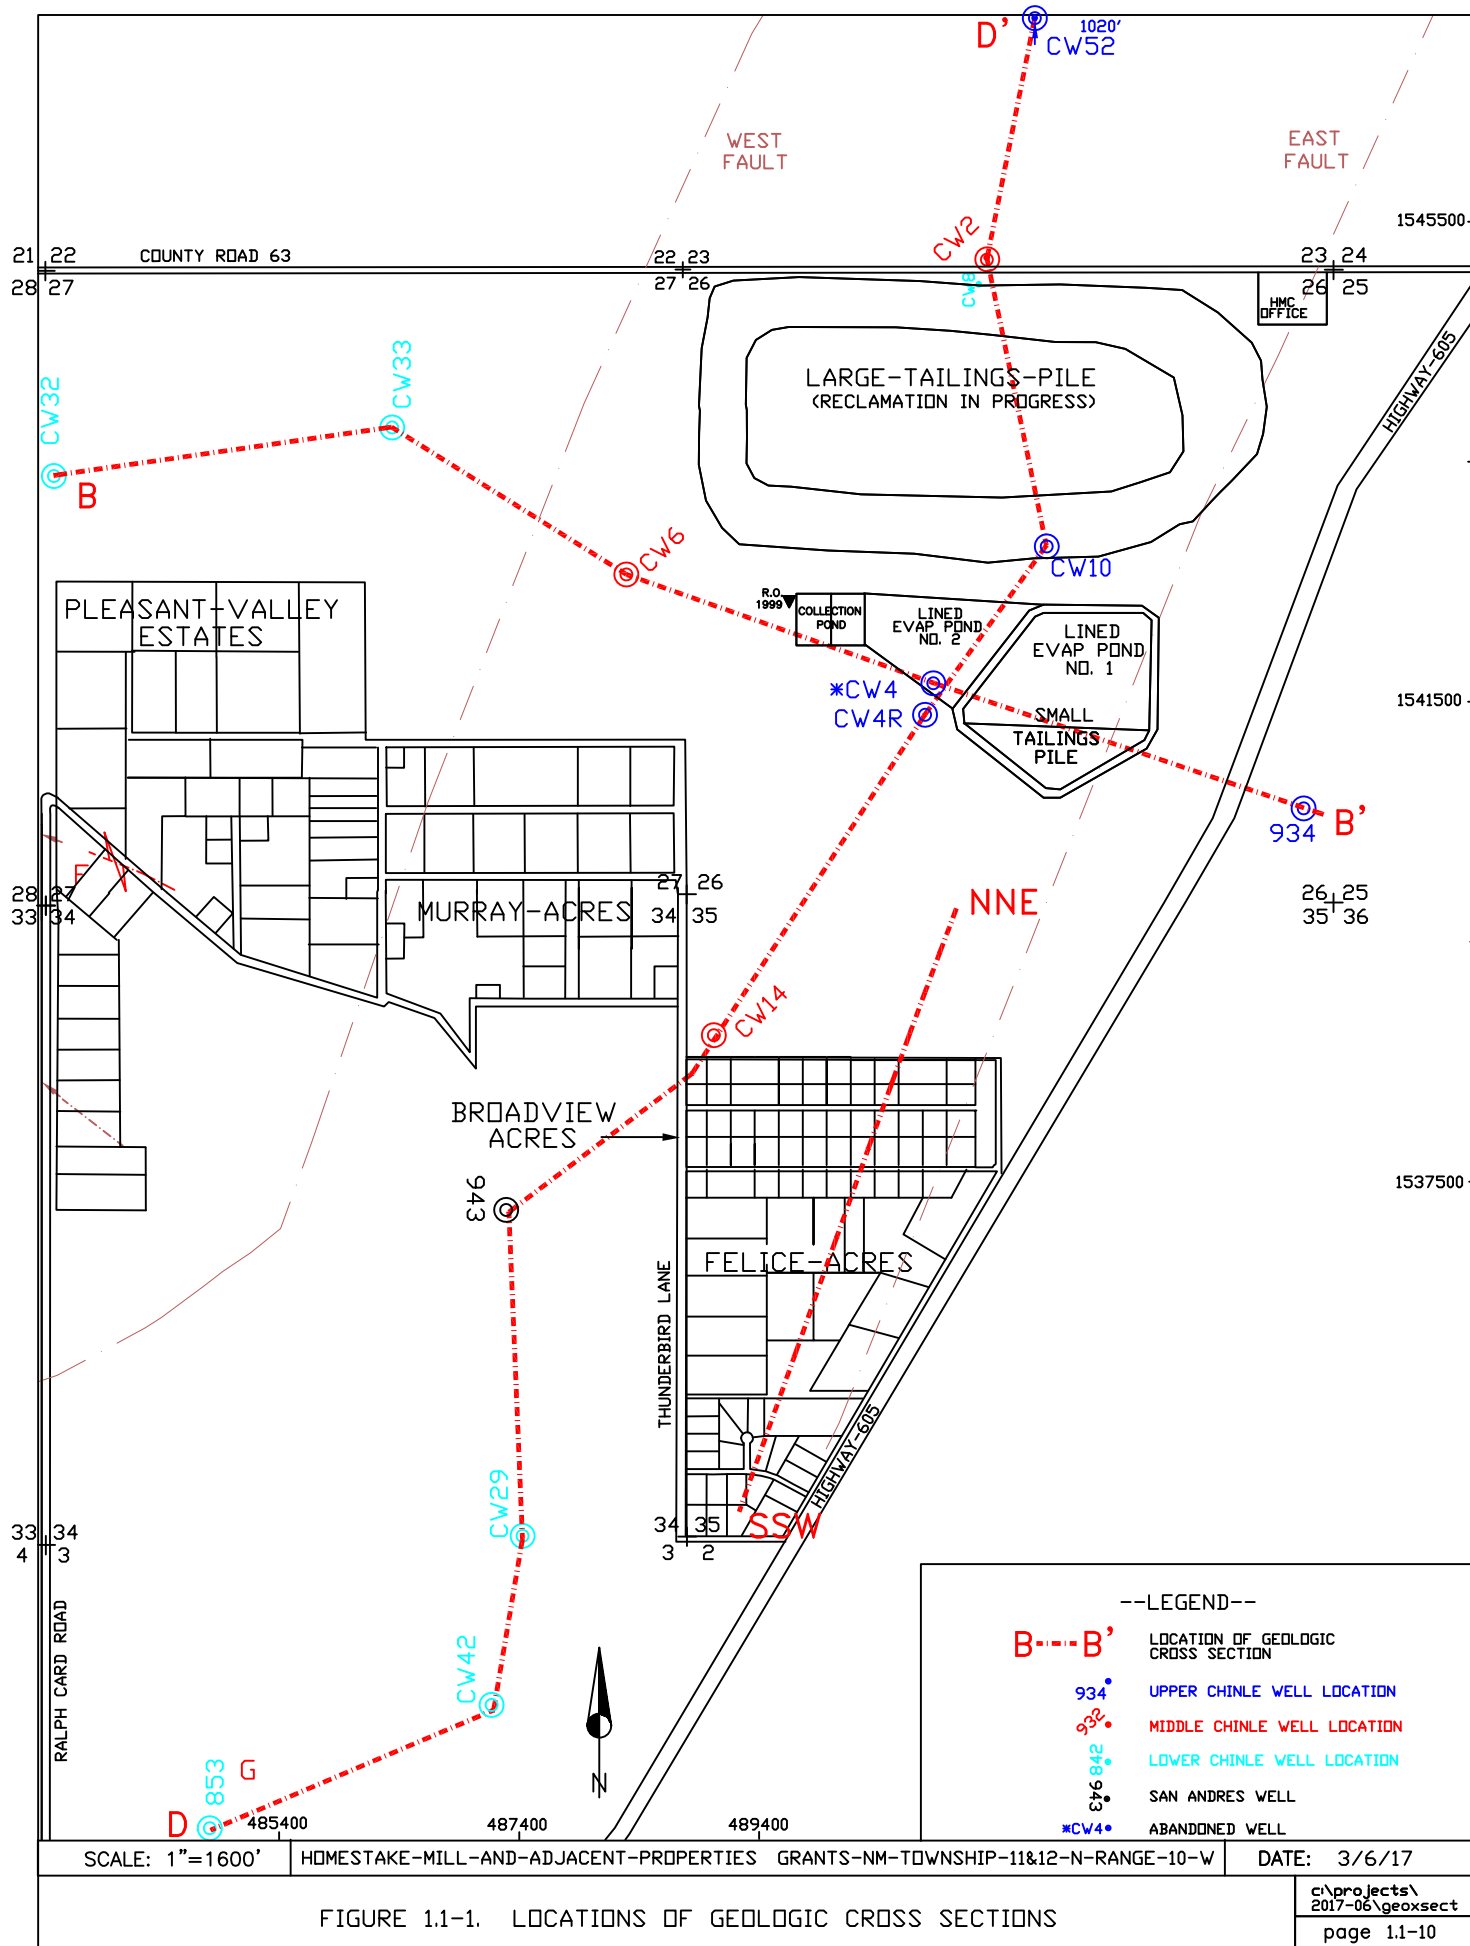 D'
1020'
CW52
WEST
FAULT
EAST
FAULT
1545500
CW2
21 22
28 27
COUNTY ROAD 63
22 23
27 26
23 24
26 25
CW8
HMC
OFFICE
HIGHWAY-605
LARGE-TAILINGS-PILE
(RECLAMATION IN PROGRESS)
CW32
CW33
B
CW6
CW10
R.O.
1999
COLLECTION
POND
LINED
EVAP POND
NO. 2
LINED
EVAP POND
NO. 1
PLEASANT-VALLEY
ESTATES
*CW4
CW4R
1541500
SMALL
TAILINGS
PILE
934
B'
28 27
33 34
27 26
34 35
26 25
35 36
MURRAY-ACRES
NNE
CW14
BROADVIEW
ACRES
943
1537500
FELICE-ACRES
THUNDERBIRD LANE
HIGHWAY-605
CW29
SSW
33 34
4 3
34 35
3 2
RALPH CARD ROAD
CW42
N
853
G
D
485400
487400
489400
--LEGEND--
B B' LOCATION OF GEOLOGIC
CROSS SECTION
934 UPPER CHINLE WELL LOCATION
932 MIDDLE CHINLE WELL LOCATION
842 LOWER CHINLE WELL LOCATION
943 SAN ANDRES WELL
*CW4 ABANDONED WELL
SCALE: 1"=1600'
HOMESTAKE-MILL-AND-ADJACENT-PROPERTIES GRANTS-NM-TOWNSHIP-11&12-N-RANGE-10-W
DATE: 3/6/17
FIGURE 1.1-1. LOCATIONS OF GEOLOGIC CROSS SECTIONS
c:\projects\
2017-06\geoxsect
page 1.1-10